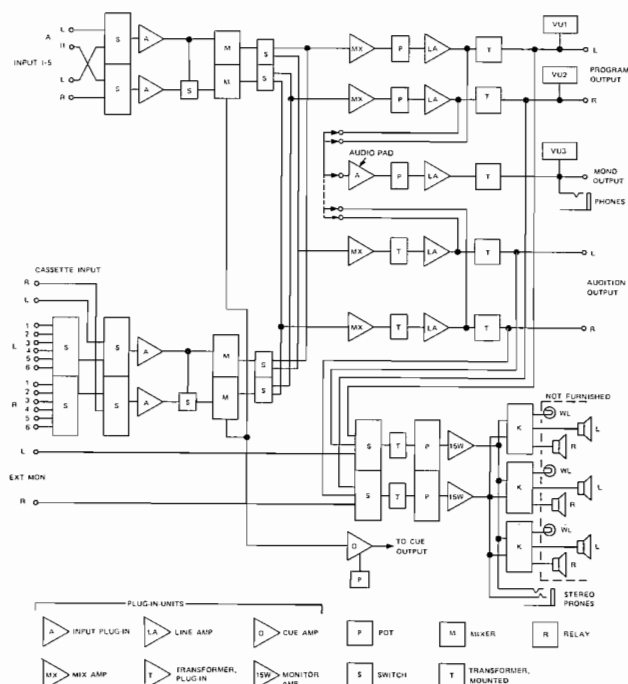 VU1
A
L
R
L
R
INPUT I-5
S
A
M
S
MX
P
LA
T
L
VU2
PROGRAM
OUTPUT
S
A
S
M
S
MX
P
LA
T
R
AUDIO PAD
VU3
A
P
LA
T
MONO
OUTPUT
PHONES
MX
T
LA
T
L
AUDITION
OUTPUT
MX
T
LA
T
R
CASSETTE INPUT
R
L
1
2
3
4
5
6
L
S
S
A
M
S
1
2
3
4
5
6
R
S
S
A
S
M
S
NOT FURNISHED
L
EXT MON
R
S
T
P
15W
S
T
P
15W
K
WL
L
R
K
WL
L
R
K
WL
L
R
D
TO CUE
OUTPUT
P
STEREO
PHONES
PLUG-IN-UNITS
A INPUT PLUG-IN
LA LINE AMP
D CUE AMP
P POT
M MIXER
R RELAY
MX MIX AMP
T TRANSFORMER,
PLUG-IN
15W MONITOR
AMP
S SWITCH
T TRANSFORMER,
MOUNTED